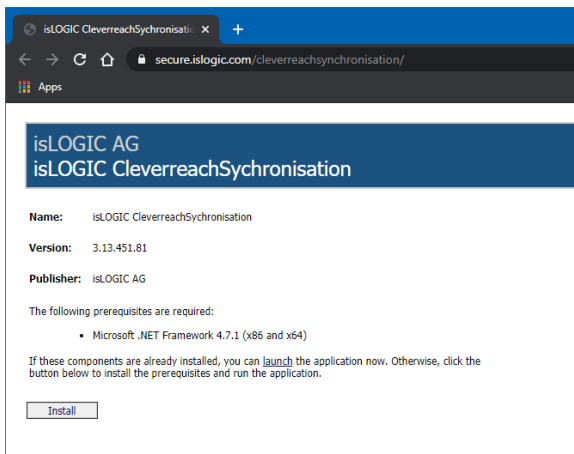 isLOGIC CleverreachSychronisatic
secure.islogic.com/cleverreachsynchronisation/
Apps
isLOGIC AG
isLOGIC CleverreachSychronisation
Name: isLOGIC CleverreachSychronisation
Version: 3.13.451.81
Publisher: isLOGIC AG
The following prerequisites are required:
• Microsoft .NET Framework 4.7.1 (x86 and x64)
If these components are already installed, you can launch the application now. Otherwise, click the
button below to install the prerequisites and run the application.
Install